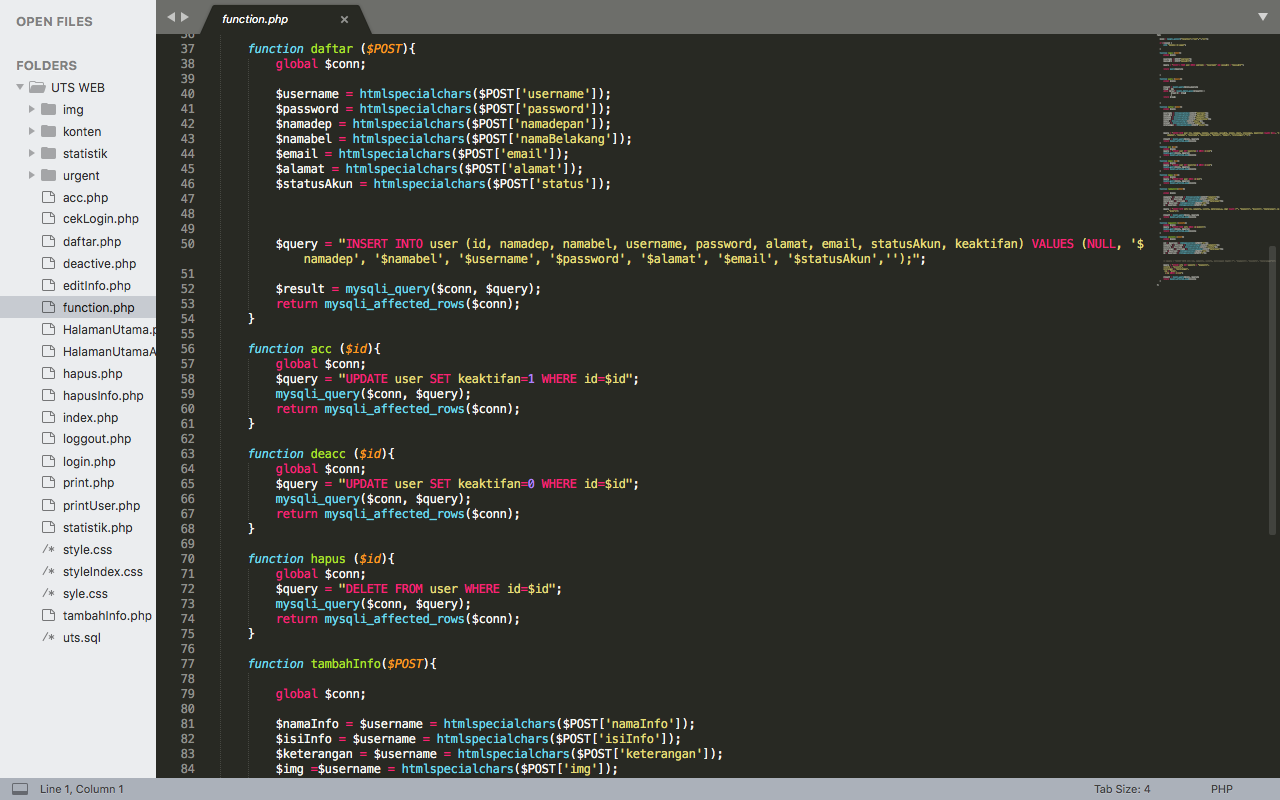 OPEN FILES
FOLDERS
UTS WEB
img
konten
statistik
urgent
acc.php
cekLogin.php
daftar.php
deactive.php
editInfo.php
function.php
HalamanUtama.p
HalamanUtamaA
hapus.php
hapusInfo.php
index.php
loggout.php
login.php
print.php
printUser.php
statistik.php
/* style.css
/* styleIndex.css
/* syle.css
tambahInfo.php
/* uts.sql
function.php ×
36
37 function daftar ($POST){
38 global $conn;
39
40 $username = htmlspecialchars($POST['username']);
41 $password = htmlspecialchars($POST['password']);
42 $namadep = htmlspecialchars($POST['namadepan']);
43 $namabel = htmlspecialchars($POST['namaBelakang']);
44 $email = htmlspecialchars($POST['email']);
45 $alamat = htmlspecialchars($POST['alamat']);
46 $statusAkun = htmlspecialchars($POST['status']);
47
48
49
50 $query = "INSERT INTO user (id, namadep, namabel, username, password, alamat, email, statusAkun, keaktifan) VALUES (NULL, '$
namadep', '$namabel', '$username', '$password', '$alamat', '$email', '$statusAkun','');";
51
52 $result = mysqli_query($conn, $query);
53 return mysqli_affected_rows($conn);
54 }
55
56 function acc ($id){
57 global $conn;
58 $query = "UPDATE user SET keaktifan=1 WHERE id=$id";
59 mysqli_query($conn, $query);
60 return mysqli_affected_rows($conn);
61 }
62
63 function deacc ($id){
64 global $conn;
65 $query = "UPDATE user SET keaktifan=0 WHERE id=$id";
66 mysqli_query($conn, $query);
67 return mysqli_affected_rows($conn);
68 }
69
70 function hapus ($id){
71 global $conn;
72 $query = "DELETE FROM user WHERE id=$id";
73 mysqli_query($conn, $query);
74 return mysqli_affected_rows($conn);
75 }
76
77 function tambahInfo($POST){
78
79 global $conn;
80
81 $namaInfo = $username = htmlspecialchars($POST['namaInfo']);
82 $isiInfo = $username = htmlspecialchars($POST['isiInfo']);
83 $keterangan = $username = htmlspecialchars($POST['keterangan']);
84 $img =$username = htmlspecialchars($POST['img']);
Line 1, Column 1
Tab Size: 4
PHP